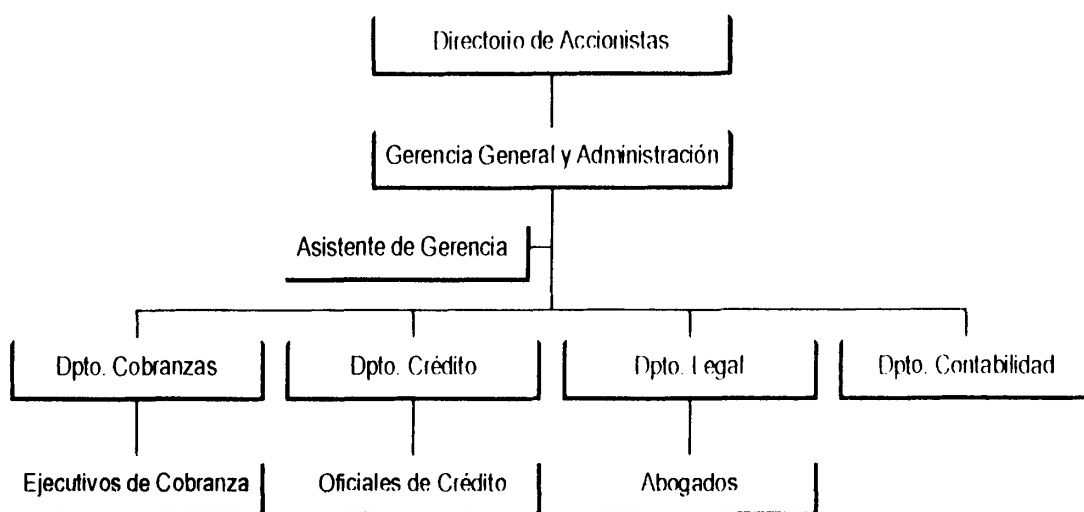 Directorio de Accionistas
Gerencia General y Administración
Asistente de Gerencia
Dpto. Cobranzas
Dpto. Crédito
Dpto. Legal
Dpto. Contabilidad
Ejecutivos de Cobranza
Oficiales de Crédito
Abogados